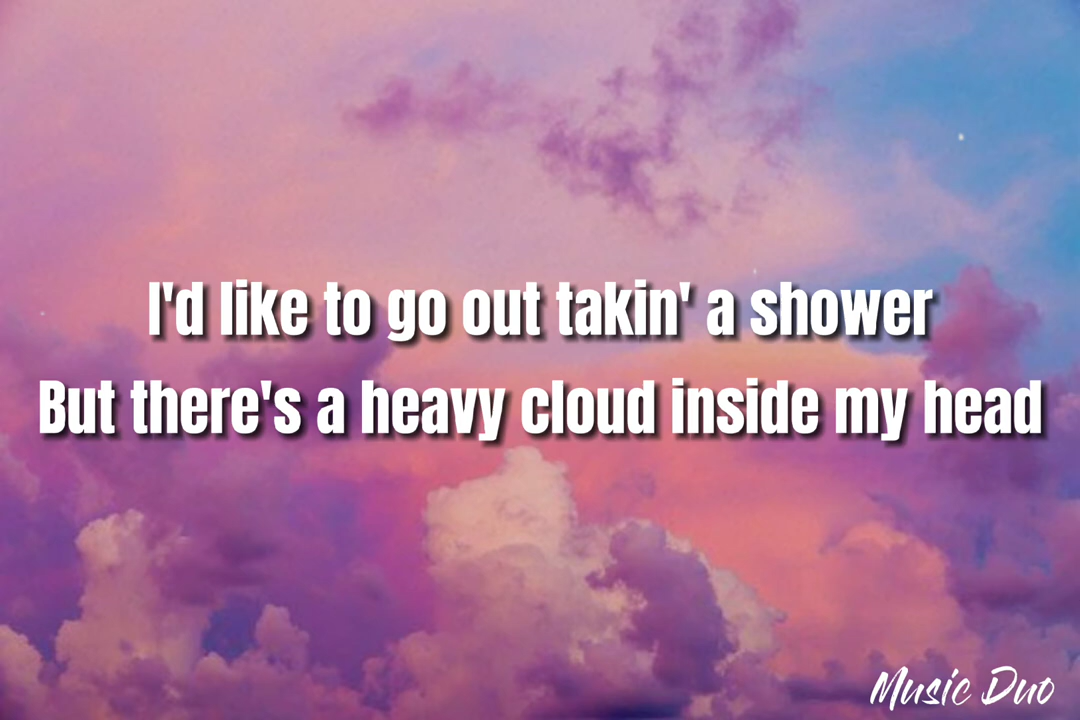 I'd like to go out takin' a shower
But there's a heavy cloud inside my head
Music Duo